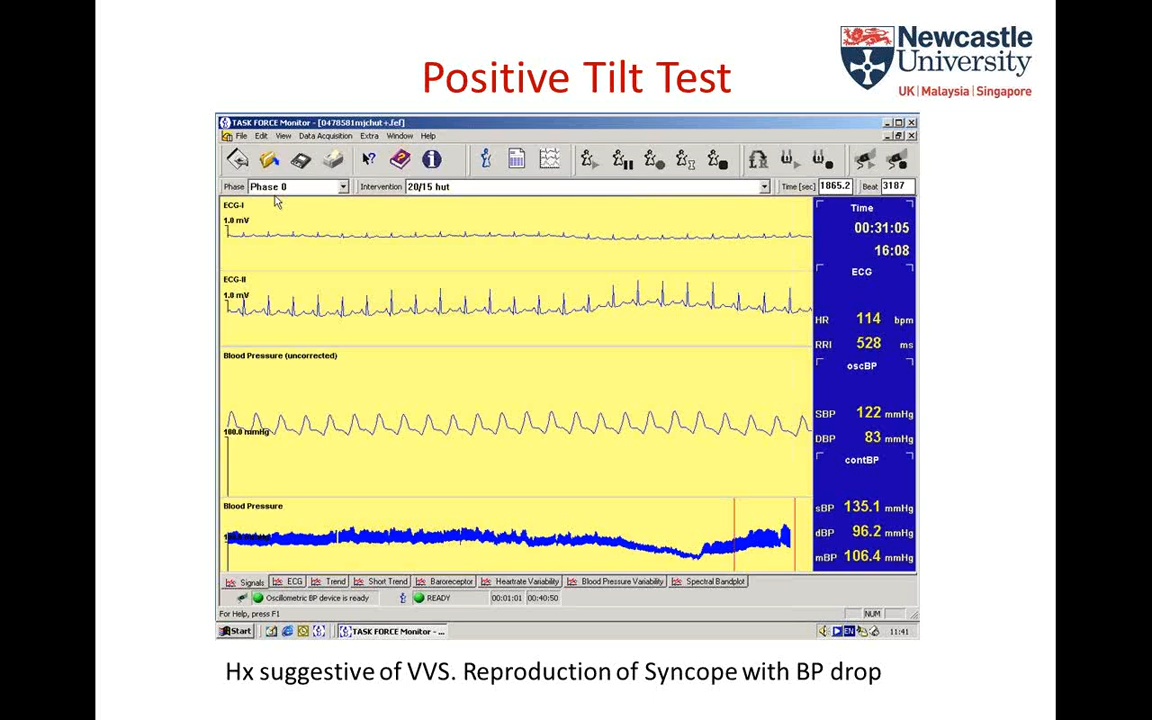 Newcastle
University
UK | Malaysia | Singapore
Positive Tilt Test
TASK FORCE Monitor - [0478581mjchut+.fef]
File Edit View Data Acquisition Extra Window Help
Phase Phase 0 Intervention 20/15 hut Time [sec] 1865.2 Beat 3187
ECG-I
1.0 mV
ECG-II
1.0 mV
Blood Pressure (uncorrected)
100.0 mmHg
Blood Pressure
Time
00:31:05
16:08
ECG
HR 114 bpm
RRI 528 ms
oscBP
SBP 122 mmHg
DBP 83 mmHg
contBP
sBP 135.1 mmHg
dBP 96.2 mmHg
mBP 106.4 mmHg
Signals ECG Trend Short Trend Baroreceptor Heartrate Variability Blood Pressure Variability Spectral Bandplot
Oscillometric BP device is ready READY 00:01:01 00:40:50
For Help, press F1 NUM
Start TASK FORCE Monitor - ... EN 11:41
Hx suggestive of VVS. Reproduction of Syncope with BP drop